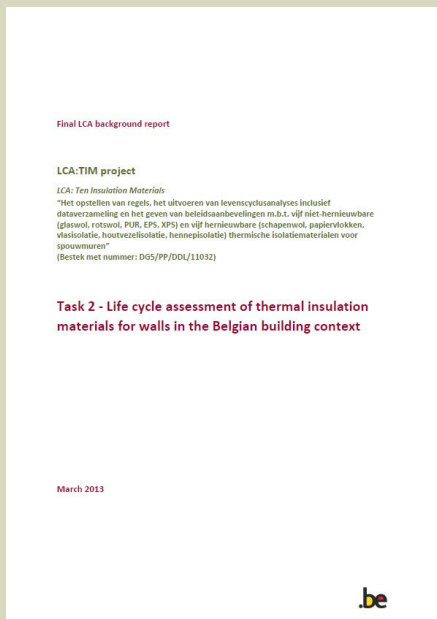 Final LCA background report
LCA:TIM project
LCA: Ten Insulation Materials
"Het opstellen van regels, het uitvoeren van levenscyclusanalyses inclusief
dataverzameling en het geven van beleidsaanbevelingen m.b.t. vijf niet-hernieuwbare
(glaswol, rotswol, PUR, EPS, XPS) en vijf hernieuwbare (schapenwol, papiervlokken,
vlasisolatie, houtvezelisolatie, hennepisolatie) thermische isolatiematerialen voor
spouwmuren"
(Bestek met nummer: DG5/PP/DDL/11032)
Task 2 - Life cycle assessment of thermal insulation
materials for walls in the Belgian building context
March 2013
.be